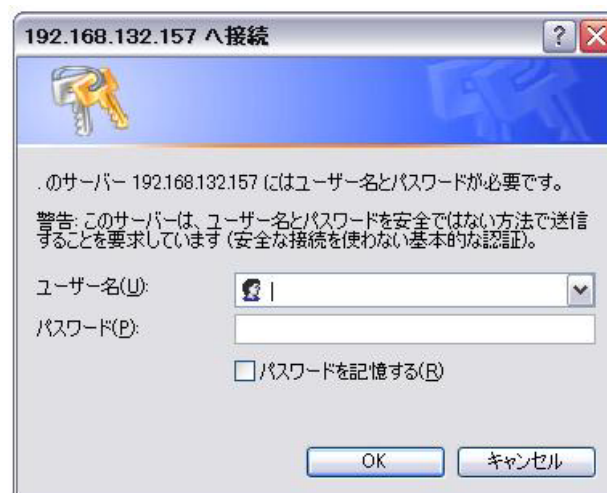 192.168.132.157 へ接続
. のサーバー 192.168.132.157 にはユーザー名とパスワードが必要です。
警告: このサーバーは、ユーザー名とパスワードを安全ではない方法で送信
することを要求しています (安全な接続を使わない基本的な認証)。
ユーザー名(U):
パスワード(P):
パスワードを記憶する(R)
OK キャンセル